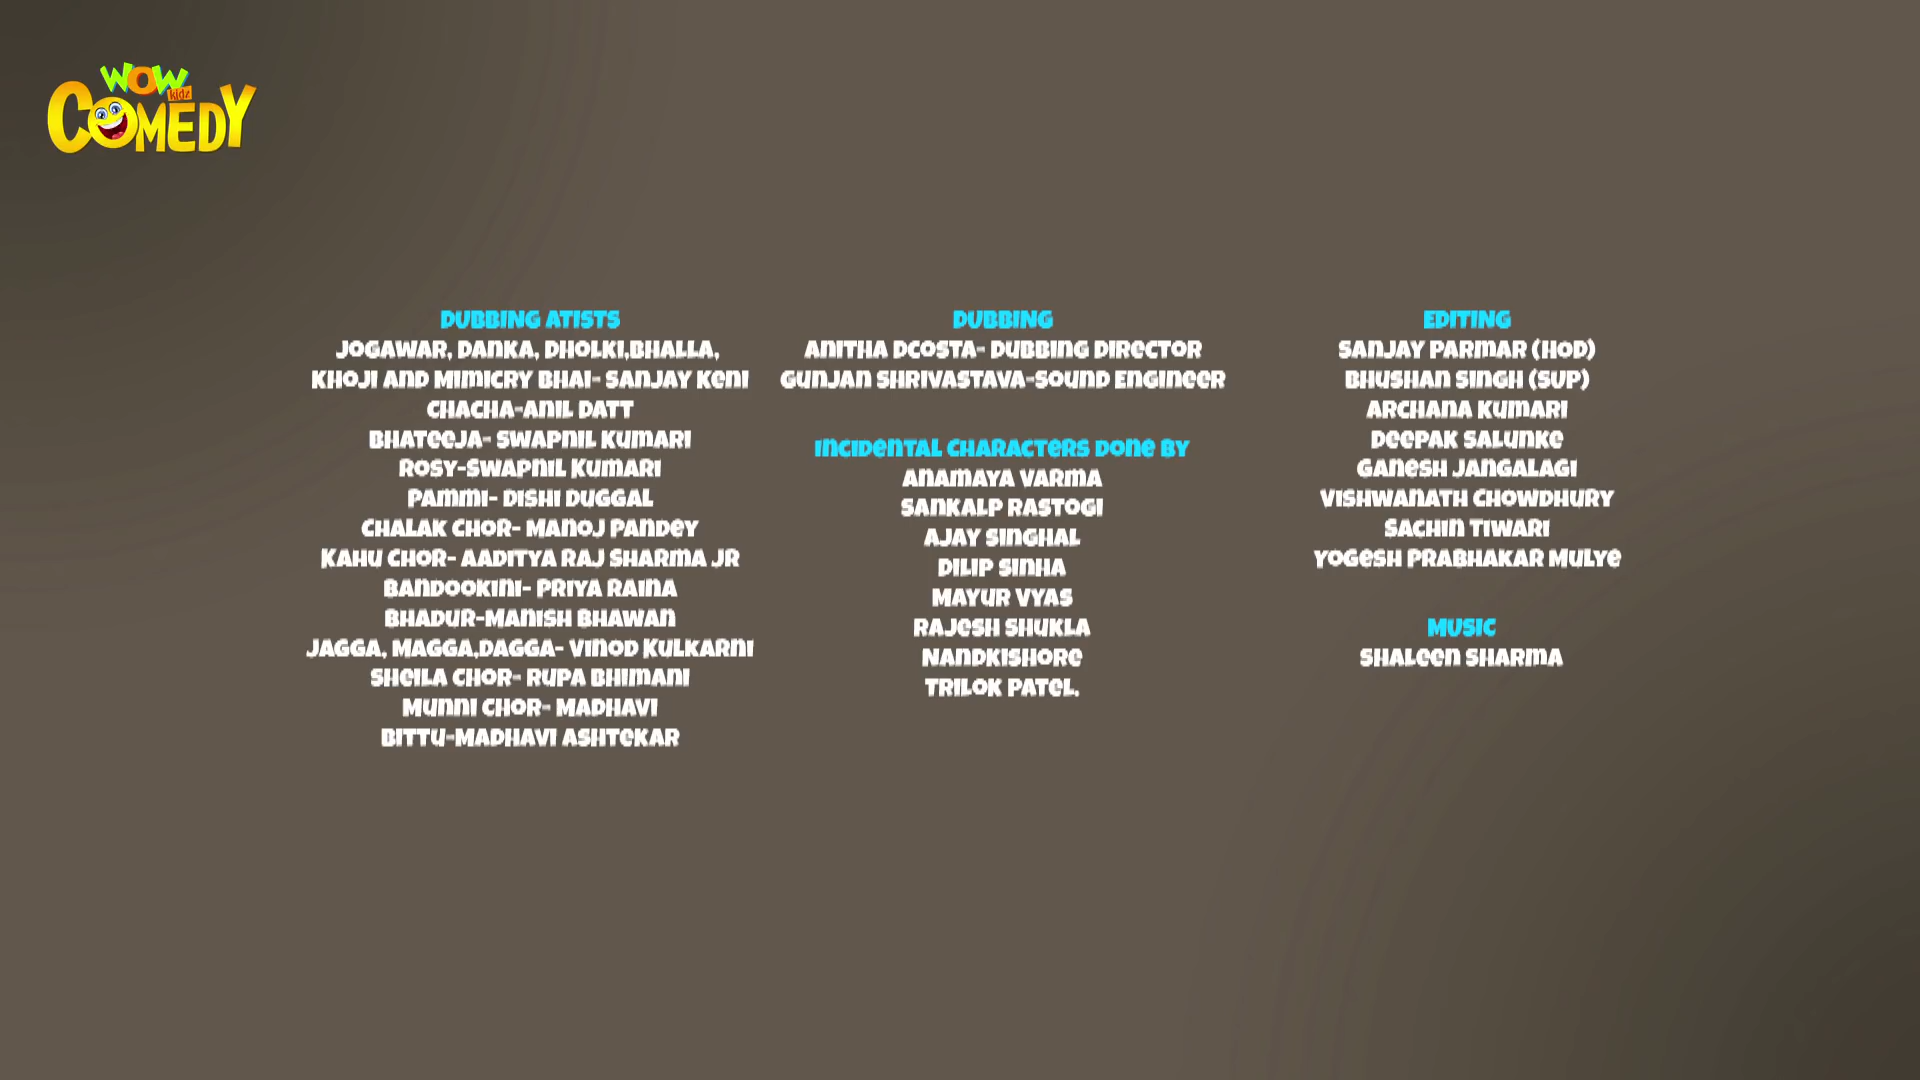 WOW
kidz
COMEDY
DUBBING ATISTS
JOGAWAR, DANKA, DHOLKI,BHALLA,
KHOJI AND MIMICRY BHAI- SANJAY KENI
CHACHA-ANIL DATT
BHATEEJA- SWAPNIL KUMARI
ROSY-SWAPNIL KUMARI
PAMMI- DISHI DUGGAL
CHALAK CHOR- MANOJ PANDEY
KAHU CHOR- AADITYA RAJ SHARMA JR
BANDOOKINI- PRIYA RAINA
BHADUR-MANISH BHAWAN
JAGGA, MAGGA,DAGGA- VINOD KULKARNI
SHEILA CHOR- RUPA BHIMANI
MUNNI CHOR- MADHAVI
BITTU-MADHAVI ASHTEKAR
DUBBING
ANITHA DCOSTA- DUBBING DIRECTOR
GUNJAN SHRIVASTAVA-SOUND ENGINEER
INCIDENTAL CHARACTERS DONE BY
ANAMAYA VARMA
SANKALP RASTOGI
AJAY SINGHAL
DILIP SINHA
MAYUR VYAS
RAJESH SHUKLA
NANDKISHORE
TRILOK PATEL.
EDITING
SANJAY PARMAR (HOD)
BHUSHAN SINGH (SUP)
ARCHANA KUMARI
DEEPAK SALUNKE
GANESH JANGALAGI
VISHWANATH CHOWDHURY
SACHIN TIWARI
YOGESH PRABHAKAR MULYE
MUSIC
SHALEEN SHARMA